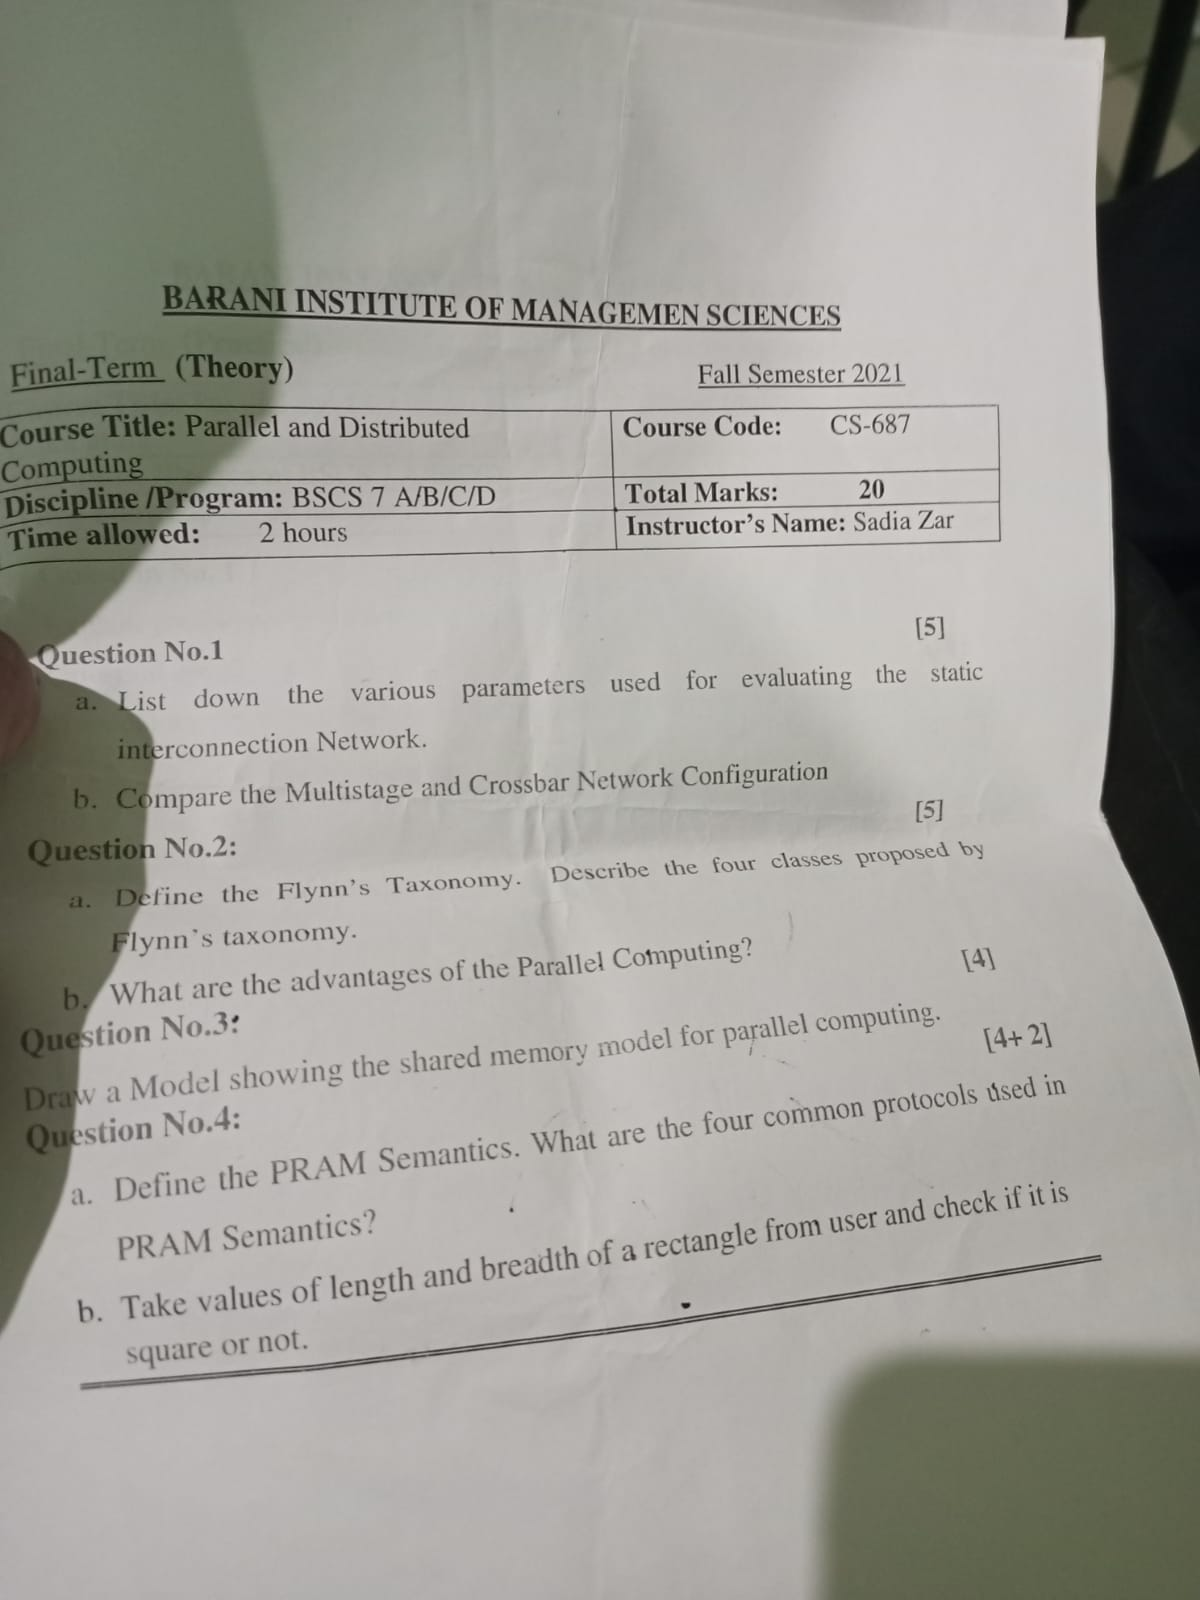 BARANI INSTITUTE OF MANAGEMEN SCIENCES
Final-Term (Theory)
Fall Semester 2021
Course Title: Parallel and Distributed
Computing
Course Code: CS-687
Discipline /Program: BSCS 7 A/B/C/D
Total Marks: 20
Time allowed: 2 hours
Instructor's Name: Sadia Zar
Question No.1 [5]
a. List down the various parameters used for evaluating the static
interconnection Network.
b. Compare the Multistage and Crossbar Network Configuration
Question No.2: [5]
a. Define the Flynn's Taxonomy. Describe the four classes proposed by
Flynn's taxonomy.
b. What are the advantages of the Parallel Computing?
Question No.3: [4]
Draw a Model showing the shared memory model for parallel computing.
Question No.4: [4+ 2]
a. Define the PRAM Semantics. What are the four common protocols used in
PRAM Semantics?
b. Take values of length and breadth of a rectangle from user and check if it is
square or not.